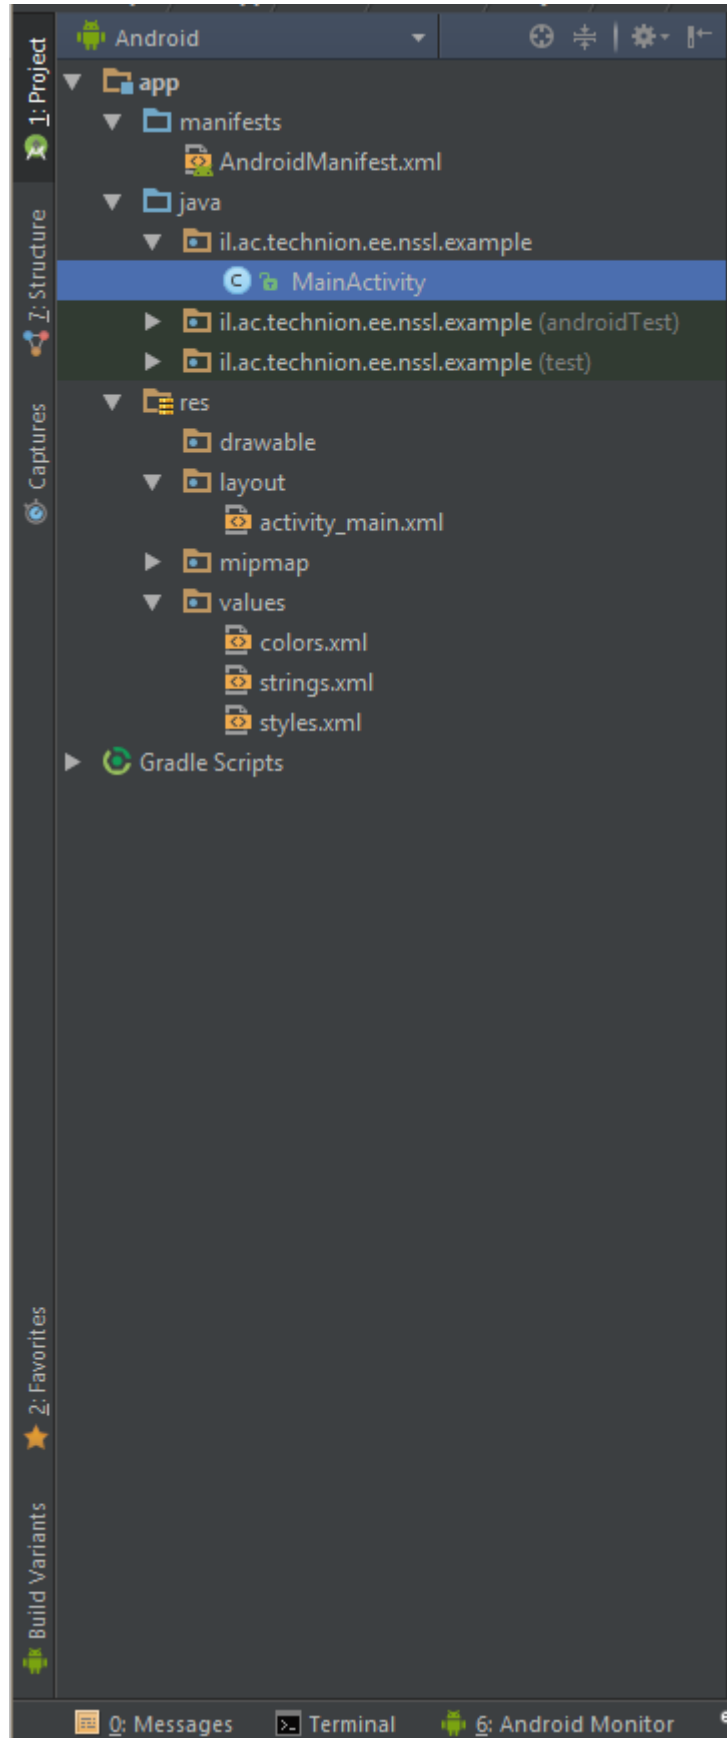 Android
app
manifests
AndroidManifest.xml
java
il.ac.technion.ee.nssl.example
MainActivity
il.ac.technion.ee.nssl.example (androidTest)
il.ac.technion.ee.nssl.example (test)
res
drawable
layout
activity_main.xml
mipmap
values
colors.xml
strings.xml
styles.xml
Gradle Scripts
1: Project
7: Structure
Captures
2: Favorites
Build Variants
0: Messages Terminal 6: Android Monitor